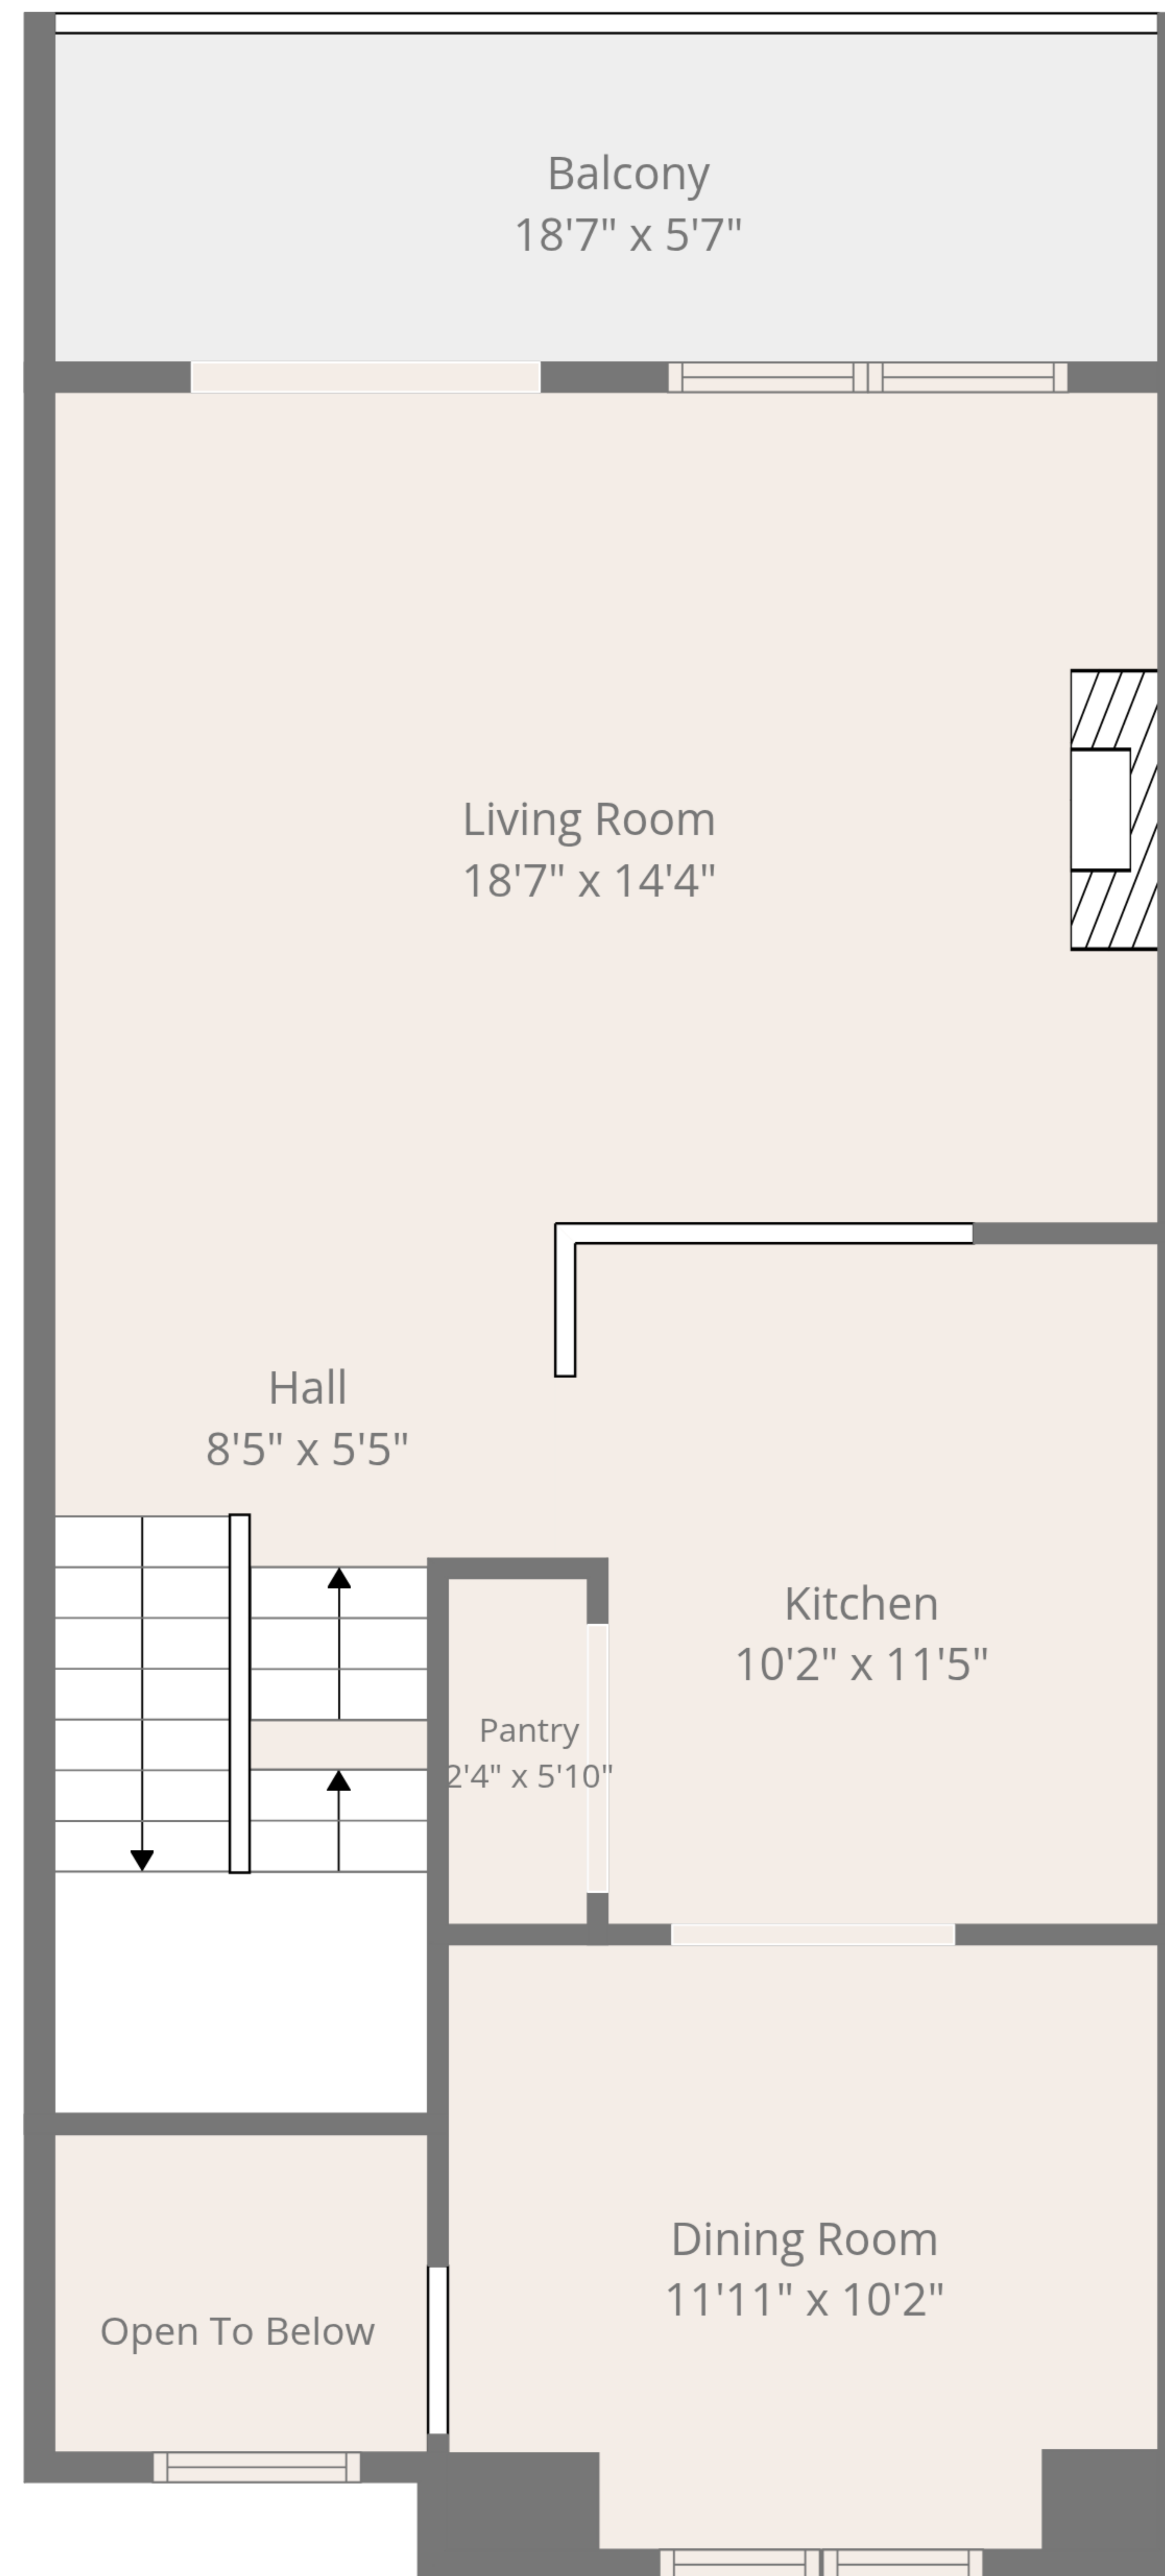 Balcony
18'7" x 5'7"
Living Room
18'7" x 14'4"
Hall
8'5" x 5'5"
Kitchen
10'2" x 11'5"
Pantry
2'4" x 5'10"
Dining Room
11'11" x 10'2"
Open To Below